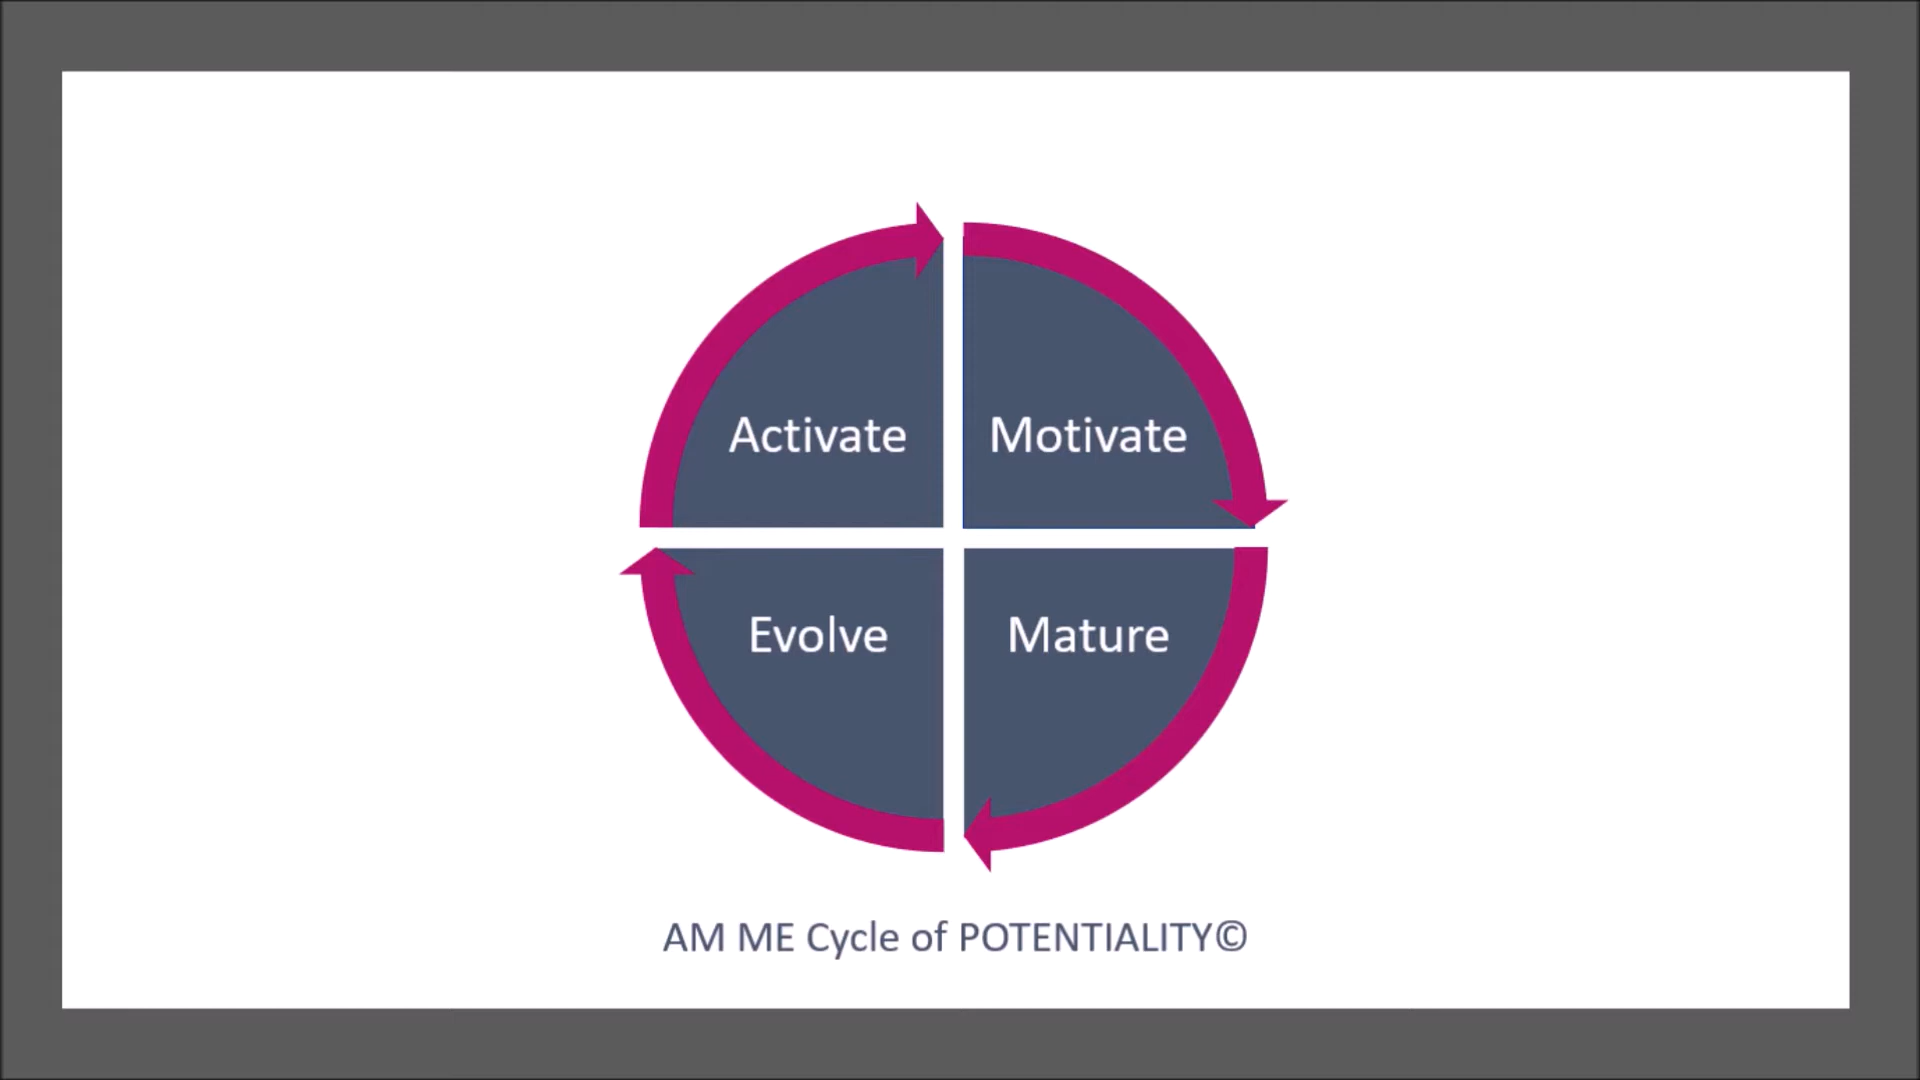 Activate
Motivate
Evolve
Mature
AM ME Cycle of POTENTIALITY©